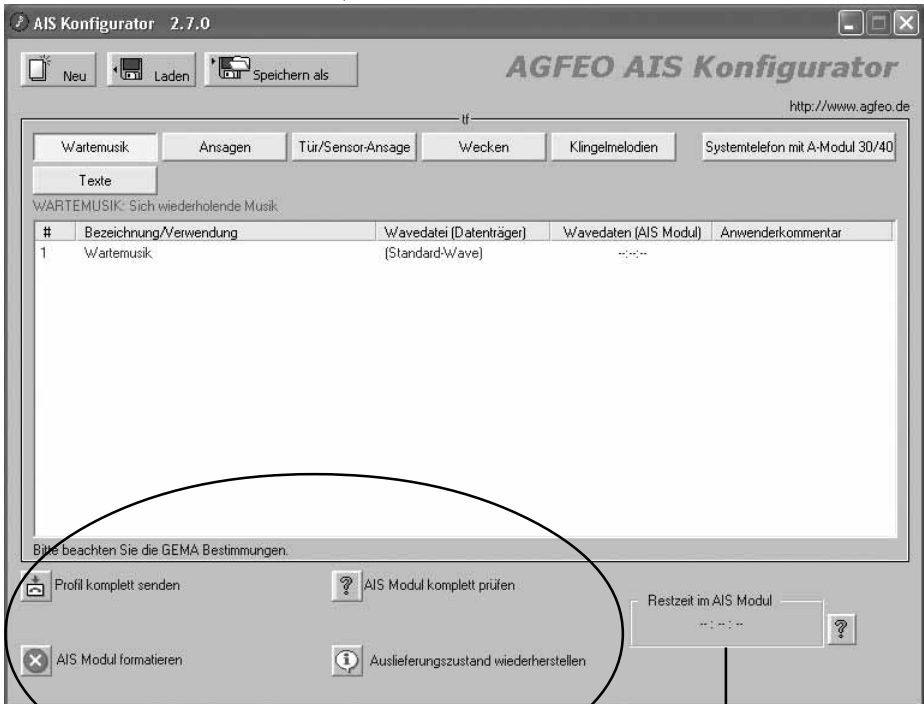 AIS Konfigurator 2.7.0
Neu Laden Speichern als
AGFEO AIS Konfigurator
http://www.agfeo.de
tf
Wartemusik Ansagen Tür/Sensor-Ansage Wecken Klingelmelodien Systemtelefon mit A-Modul 30/40
Texte
WARTEMUSIK: Sich wiederholende Musik
# Bezeichnung/Verwendung Wavedatei (Datenträger) Wavedaten (AIS Modul) Anwenderkommentar
1 Wartemusik (Standard-Wave) --:--:--
Bitte beachten Sie die GEMA Bestimmungen.
Profil komplett senden ? AIS Modul komplett prüfen
Restzeit im AIS Modul
-- : -- : -- ?
AIS Modul formatieren Auslieferungszustand wiederherstellen